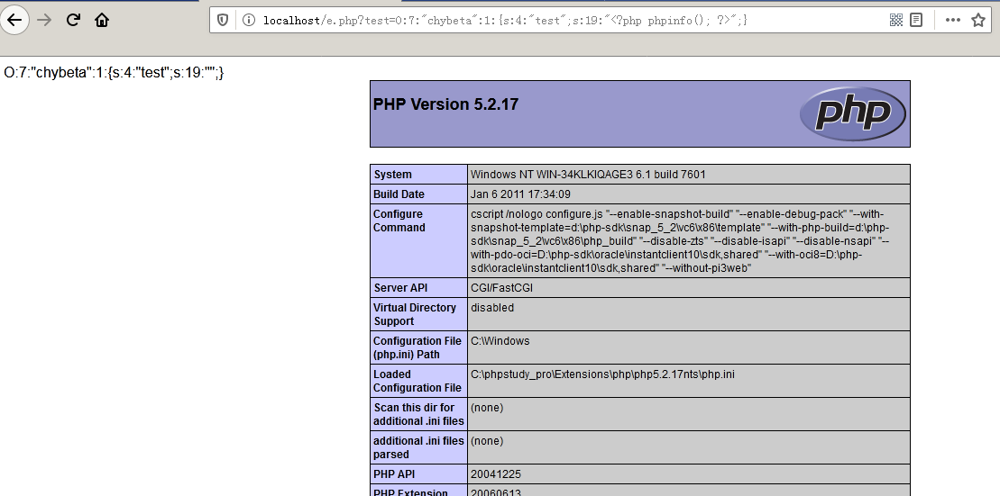 localhost/e.php?test=O:7:"chybeta":1:{s:4:"test";s:19:"<?php phpinfo(); ?>";}
O:7:"chybeta":1:{s:4:"test";s:19:"";}
PHP Version 5.2.17
php
System Windows NT WIN-34KLKIQAGE3 6.1 build 7601
Build Date Jan 6 2011 17:34:09
Configure Command cscript /nologo configure.js "--enable-snapshot-build" "--enable-debug-pack" "--with-
snapshot-template=d:\php-sdk\snap_5_2\vc6\x86\template" "--with-php-build=d:\php-
sdk\snap_5_2\vc6\x86\php_build" "--disable-zts" "--disable-isapi" "--disable-nsapi" "--
with-pdo-oci=D:\php-sdk\oracle\instantclient10\sdk,shared" "--with-oci8=D:\php-
sdk\oracle\instantclient10\sdk,shared" "--without-pi3web"
Server API CGI/FastCGI
Virtual Directory disabled
Support
Configuration File C:\Windows
(php.ini) Path
Loaded C:\phpstudy_pro\Extensions\php\php5.2.17nts\php.ini
Configuration File
Scan this dir for (none)
additional .ini files
additional .ini files (none)
parsed
PHP API 20041225
PHP Extension 20060613